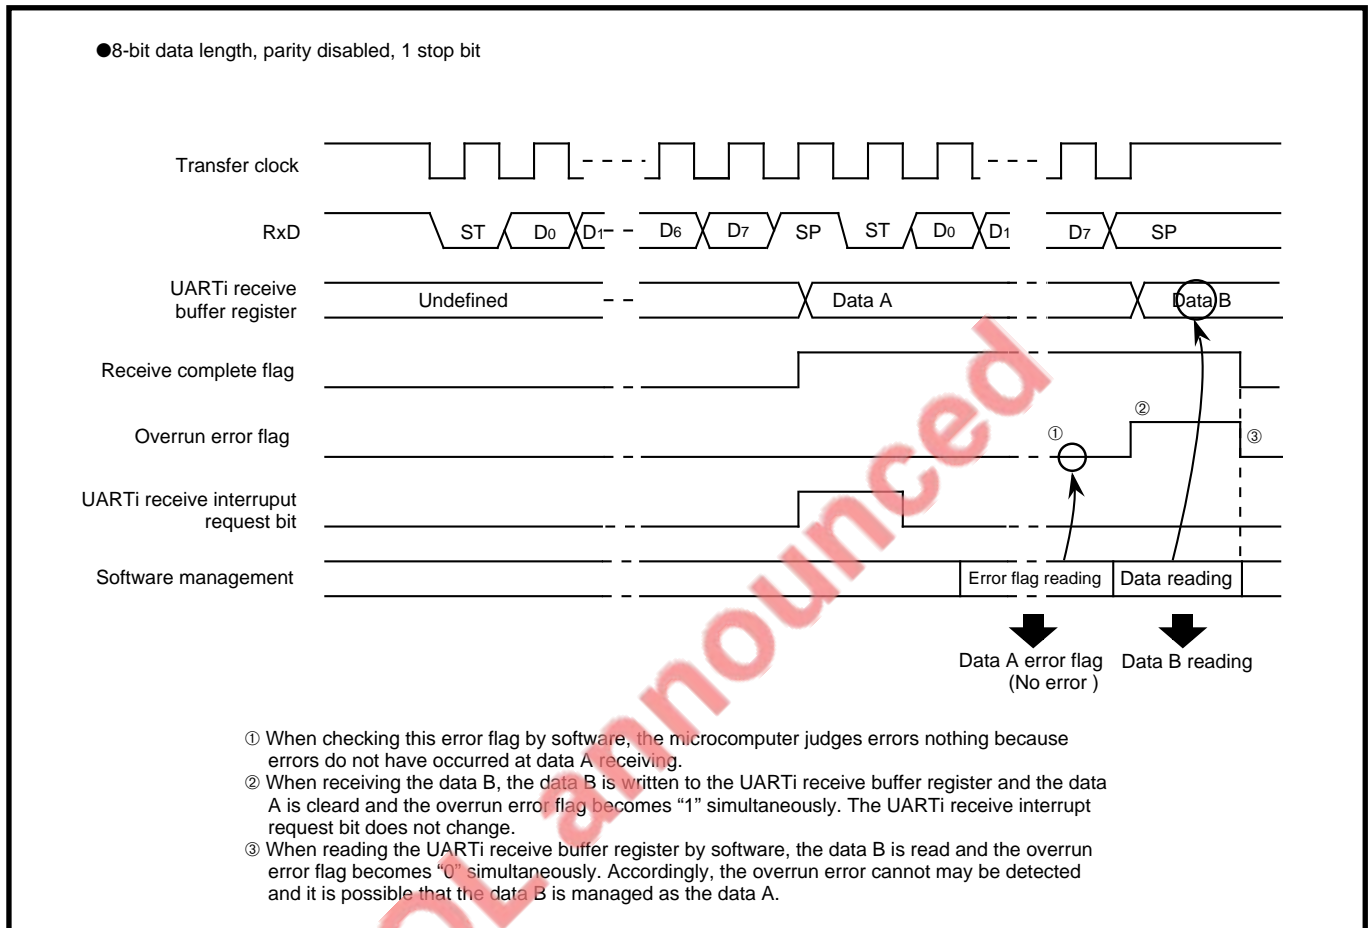 ●8-bit data length, parity disabled, 1 stop bit
Transfer clock
RxD
ST D0 D1 D6 D7 SP ST D0 D1 D7 SP
UARTi receive
buffer register
Undefined Data A Data B
Receive complete flag
Overrun error flag
① ② ③
UARTi receive interruput
request bit
Software management
Error flag reading Data reading
Data A error flag
(No error )
Data B reading
① When checking this error flag by software, the microcomputer judges errors nothing because
errors do not have occurred at data A receiving.
② When receiving the data B, the data B is written to the UARTi receive buffer register and the data
A is cleard and the overrun error flag becomes “1” simultaneously. The UARTi receive interrupt
request bit does not change.
③ When reading the UARTi receive buffer register by software, the data B is read and the overrun
error flag becomes “0” simultaneously. Accordingly, the overrun error cannot may be detected
and it is possible that the data B is managed as the data A.
OL announced